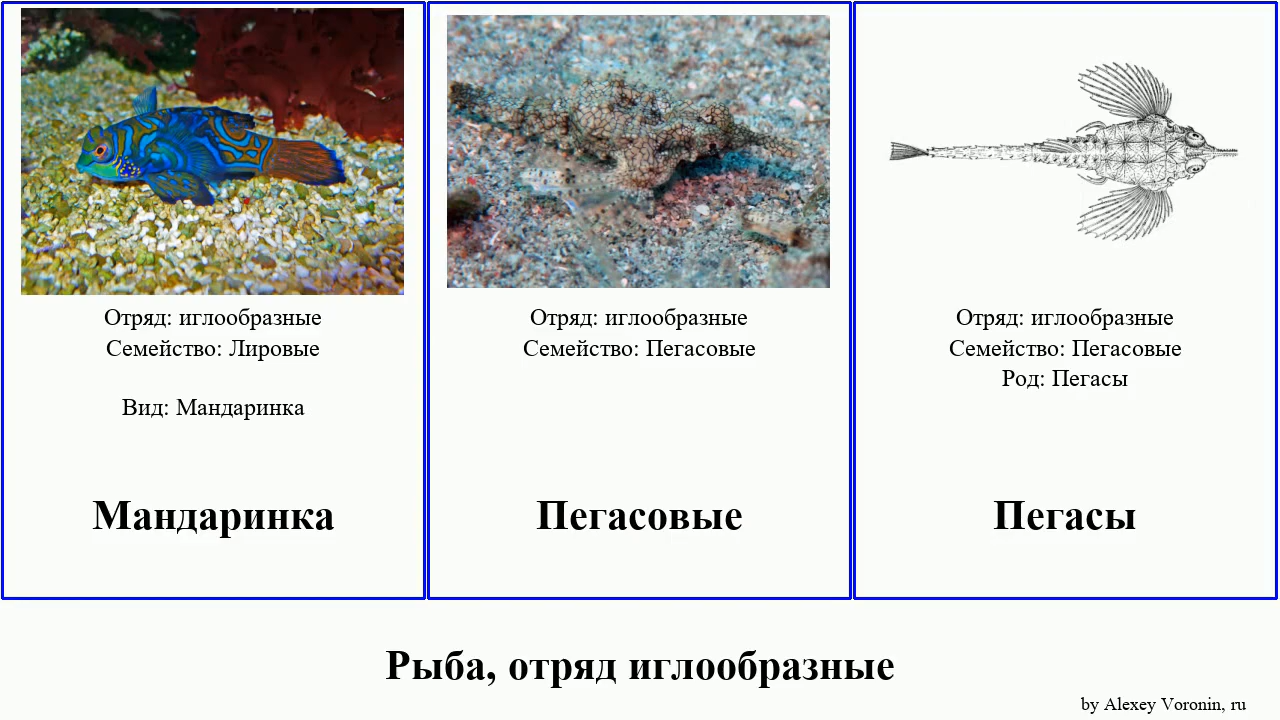 Отряд: иглообразные
Семейство: Лировые
Вид: Мандаринка
Мандаринка
Отряд: иглообразные
Семейство: Пегасовые
Пегасовые
Отряд: иглообразные
Семейство: Пегасовые
Род: Пегасы
Пегасы
Рыба, отряд иглообразные
by Alexey Voronin, ru